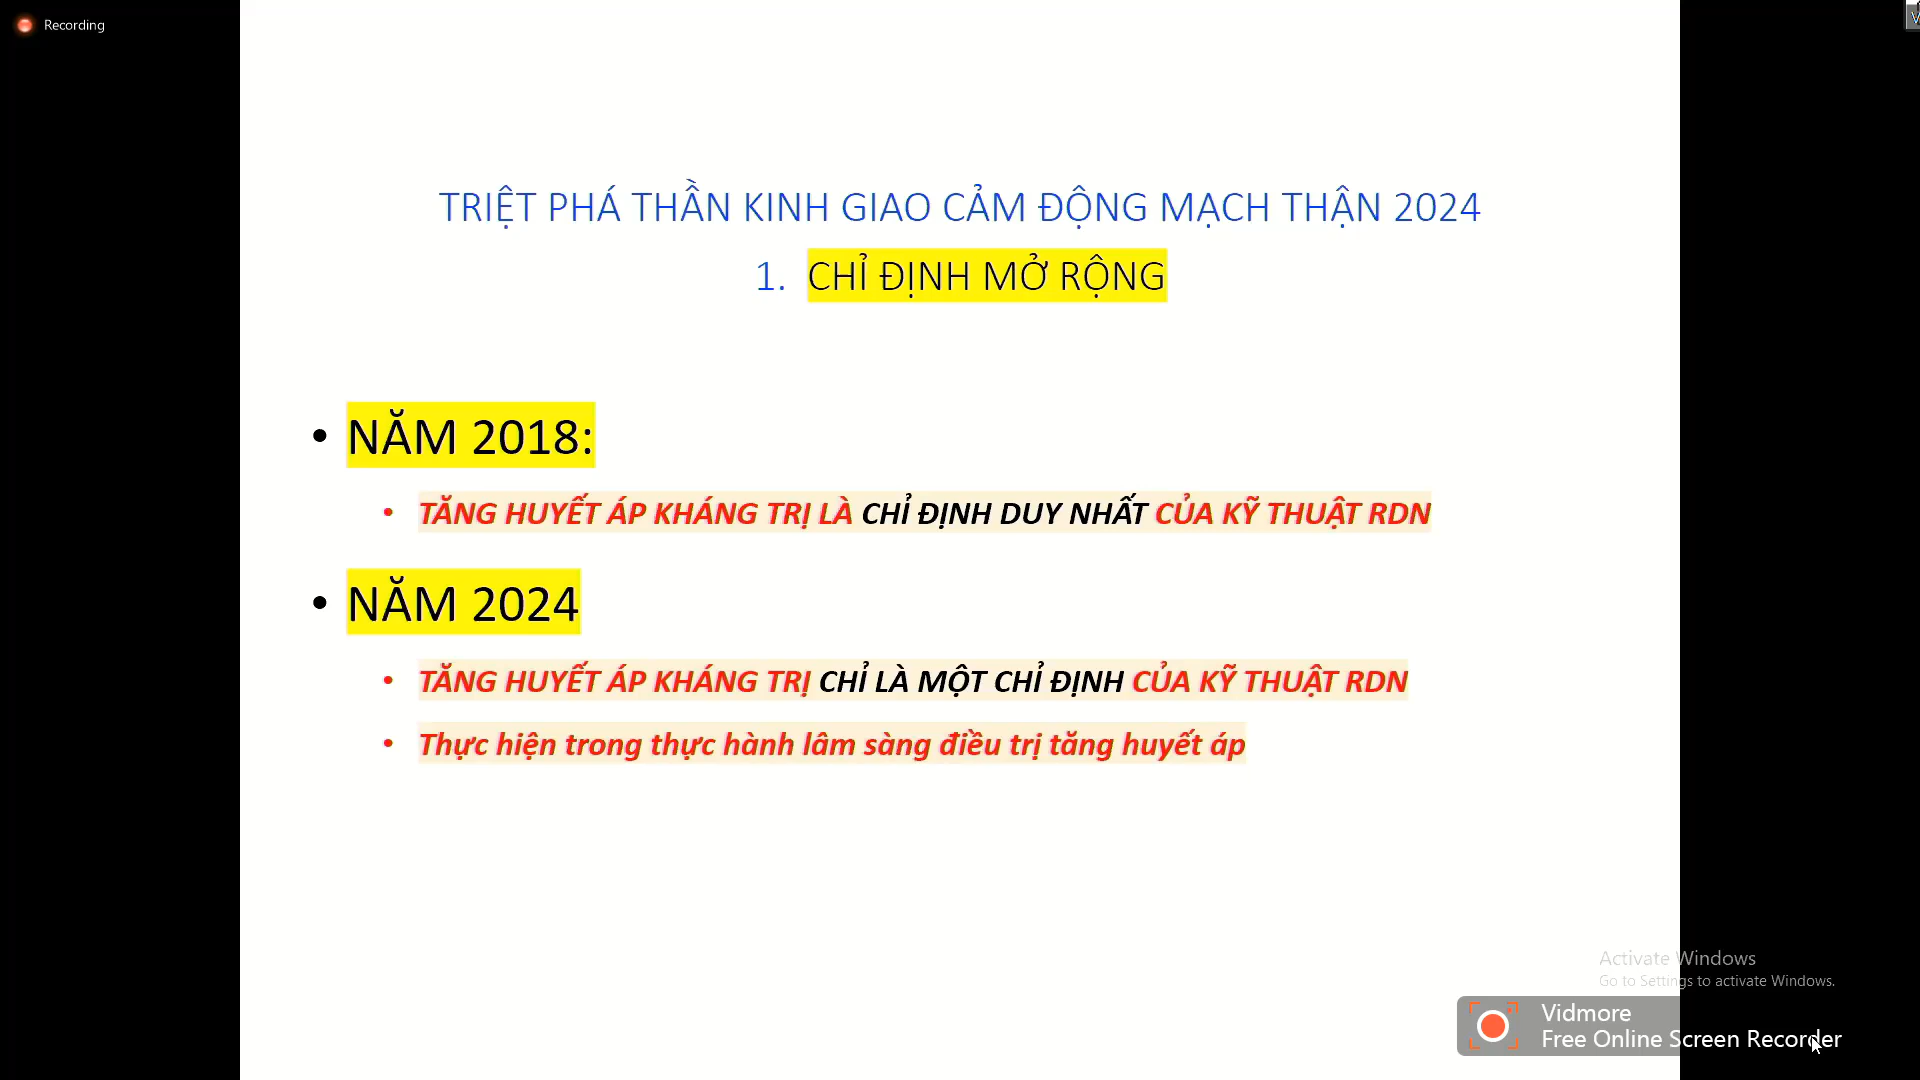 Recording
TRIỆT PHÁ THẦN KINH GIAO CẢM ĐỘNG MẠCH THẬN 2024
1. CHỈ ĐỊNH MỞ RỘNG
• NĂM 2018:
• TĂNG HUYẾT ÁP KHÁNG TRỊ LÀ CHỈ ĐỊNH DUY NHẤT CỦA KỸ THUẬT RDN
• NĂM 2024
• TĂNG HUYẾT ÁP KHÁNG TRỊ CHỈ LÀ MỘT CHỈ ĐỊNH CỦA KỸ THUẬT RDN
• Thực hiện trong thực hành lâm sàng điều trị tăng huyết áp
Activate Windows
Go to Settings to activate Windows.
Vidmore
Free Online Screen Recorder